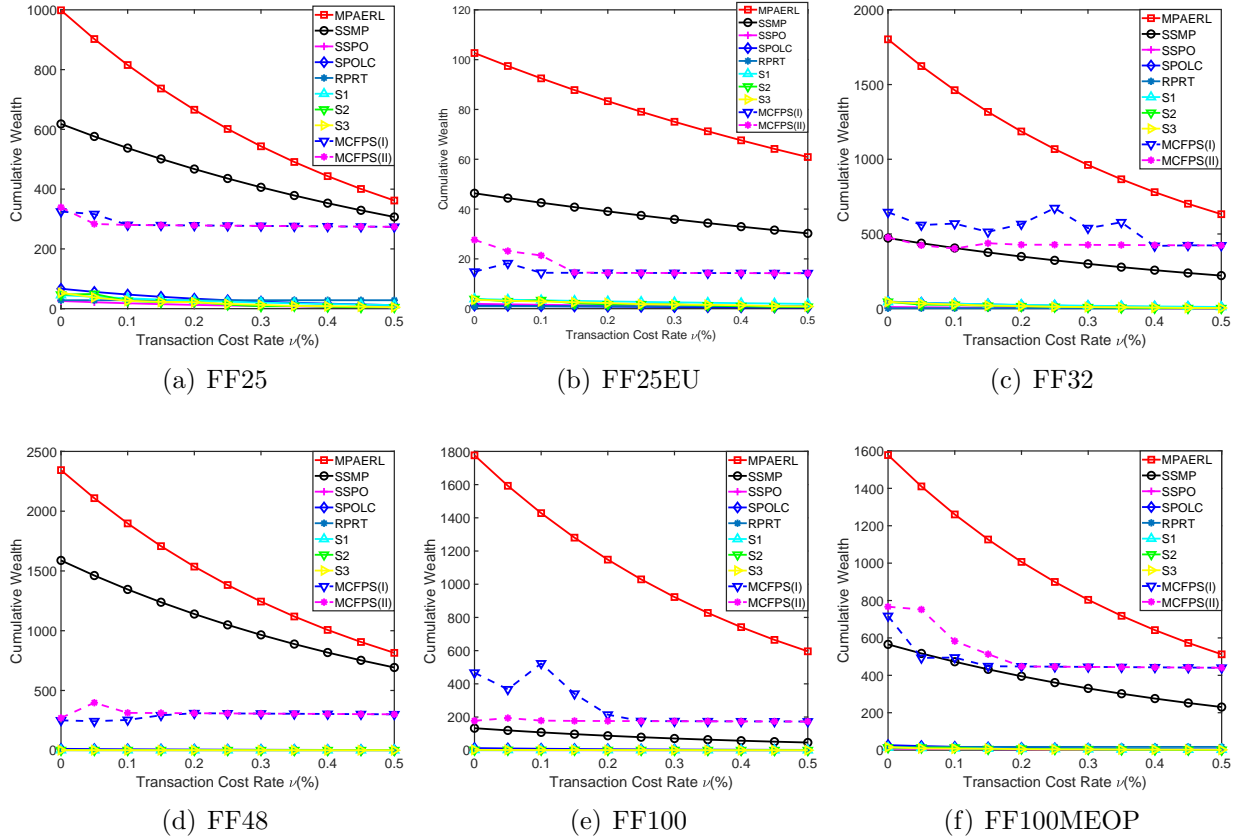 1000
800
600
400
200
0
Cumulative Wealth
0 0.1 0.2 0.3 0.4 0.5
Transaction Cost Rate ν(%)
MPAERL
SSMP
SSPO
SPOLC
RPRT
S1
S2
S3
MCFPS(I)
MCFPS(II)
(a) FF25
120
100
80
60
40
20
0
Cumulative Wealth
0 0.1 0.2 0.3 0.4 0.5
Transaction Cost Rate ν(%)
MPAERL
SSMP
SSPO
SPOLC
RPRT
S1
S2
S3
MCFPS(I)
MCFPS(II)
(b) FF25EU
2000
1500
1000
500
0
Cumulative Wealth
0 0.1 0.2 0.3 0.4 0.5
Transaction Cost Rate ν(%)
MPAERL
SSMP
SSPO
SPOLC
RPRT
S1
S2
S3
MCFPS(I)
MCFPS(II)
(c) FF32
2500
2000
1500
1000
500
0
Cumulative Wealth
0 0.1 0.2 0.3 0.4 0.5
Transaction Cost Rate ν(%)
MPAERL
SSMP
SSPO
SPOLC
RPRT
S1
S2
S3
MCFPS(I)
MCFPS(II)
(d) FF48
1800
1600
1400
1200
1000
800
600
400
200
0
Cumulative Wealth
0 0.1 0.2 0.3 0.4 0.5
Transaction Cost Rate ν(%)
MPAERL
SSMP
SSPO
SPOLC
RPRT
S1
S2
S3
MCFPS(I)
MCFPS(II)
(e) FF100
1600
1400
1200
1000
800
600
400
200
0
Cumulative Wealth
0 0.1 0.2 0.3 0.4 0.5
Transaction Cost Rate ν(%)
MPAERL
SSMP
SSPO
SPOLC
RPRT
S1
S2
S3
MCFPS(I)
MCFPS(II)
(f) FF100MEOP